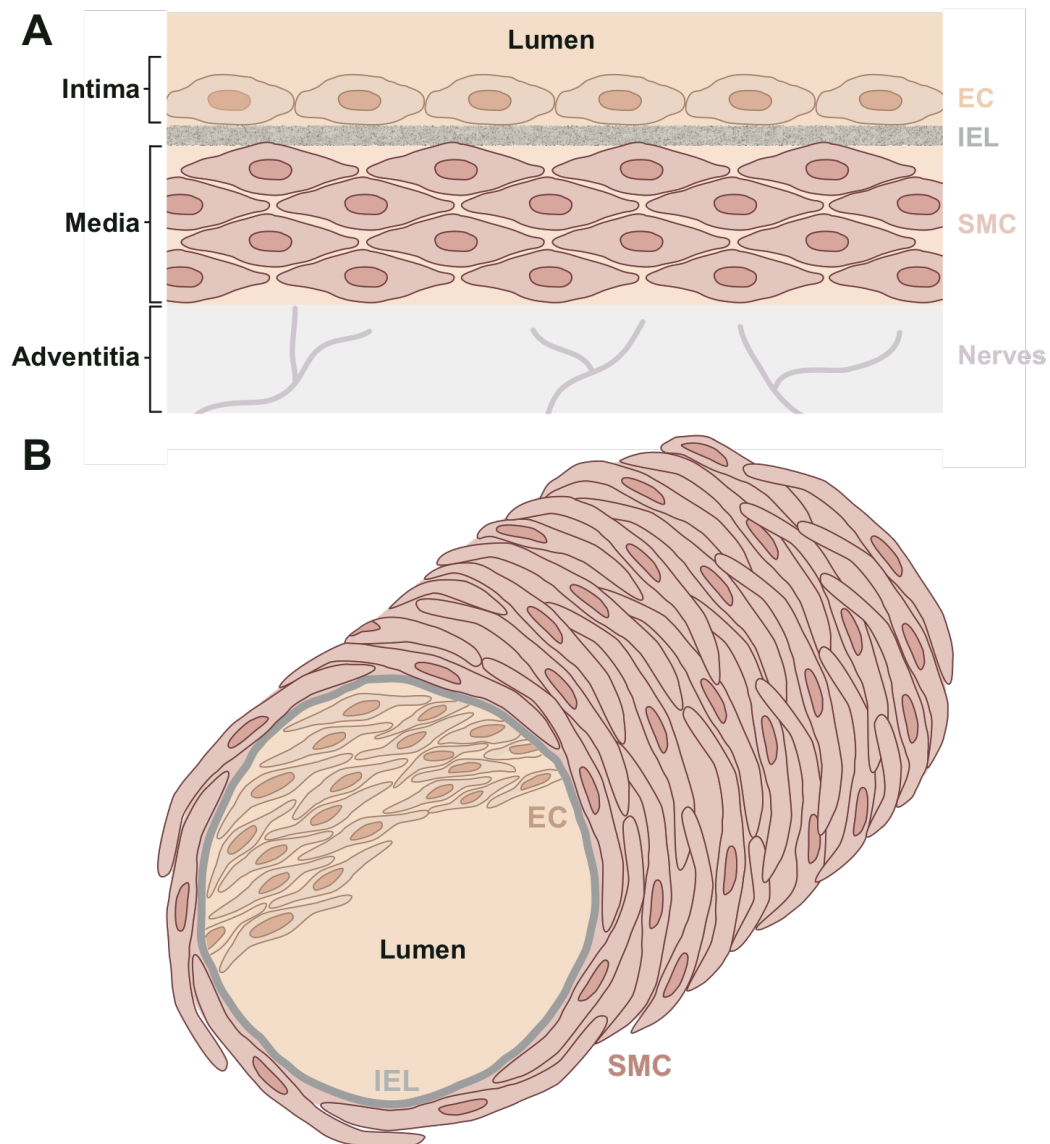 A
Lumen
Intima
EC
IEL
Media
SMC
Adventitia
Nerves
B
EC
Lumen
IEL
SMC